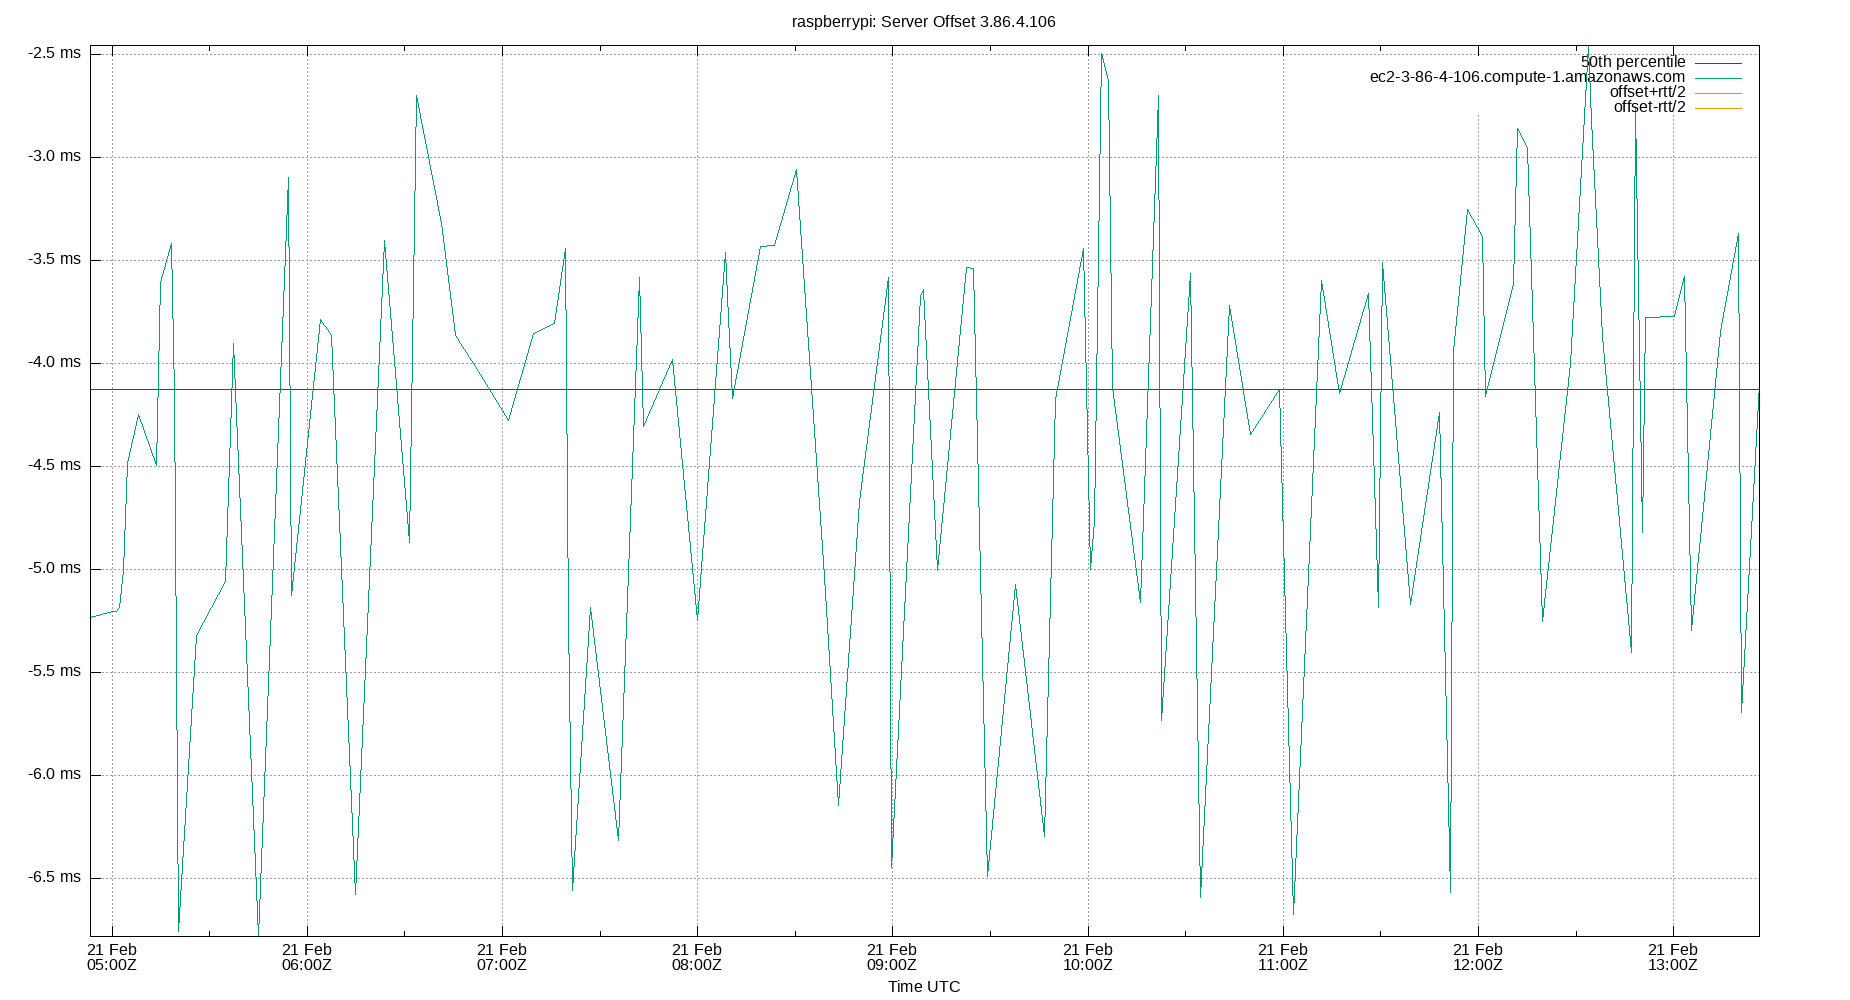 raspberrypi: Server Offset 3.86.4.106
-2.5 ms
-3.0 ms
-3.5 ms
-4.0 ms
-4.5 ms
-5.0 ms
-5.5 ms
-6.0 ms
-6.5 ms
50th percentile
ec2-3-86-4-106.compute-1.amazonaws.com
offset+rtt/2
offset-rtt/2
21 Feb 21 Feb 21 Feb 21 Feb 21 Feb 21 Feb 21 Feb 21 Feb 21 Feb
05:00Z 06:00Z 07:00Z 08:00Z 09:00Z 10:00Z 11:00Z 12:00Z 13:00Z
Time UTC